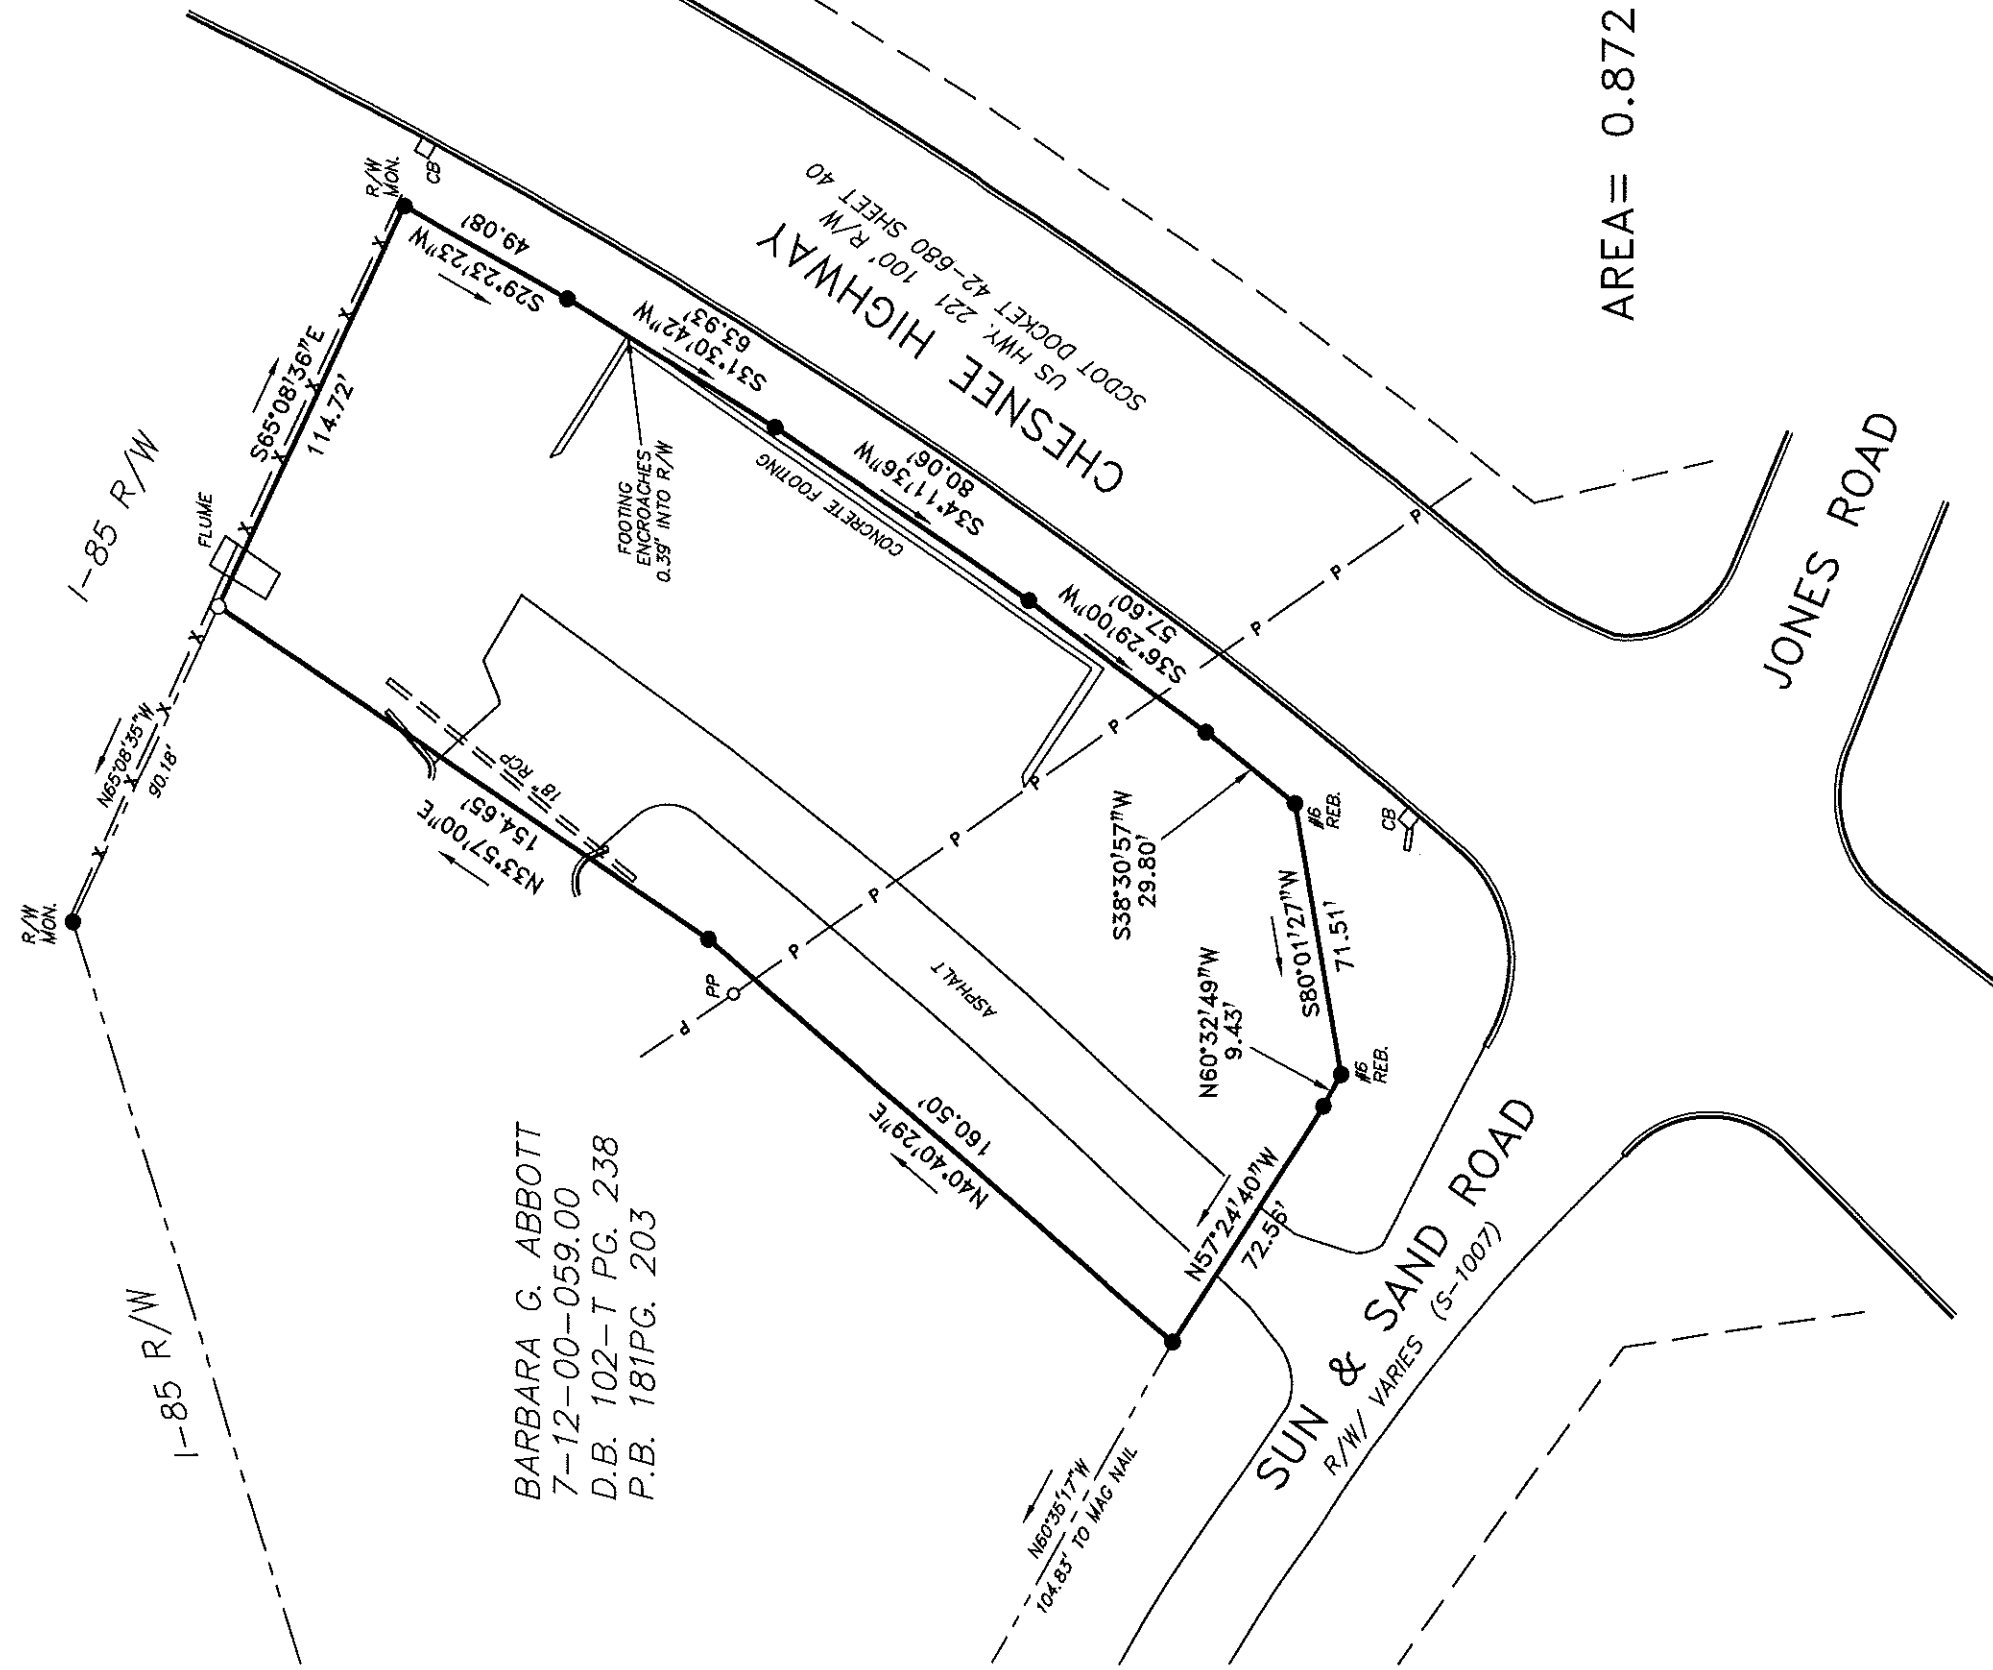 I-85 R/W
R/W
MON.
CB
S65°08'36"E
114.72'
FLUME
N65°08'35"W
90.18'
R/W
MON.
I-85 R/W
49.08'
S29°23'23"W
S31°30'42"W
63.93'
FOOTING
ENCROACHES
0.39' INTO R/W
CONCRETE FOOTING
S34°11'36"W
80.06'
S36°29'00"W
57.60'
CHESNEE HIGHWAY
US HWY. 221 100' R/W
SCDOT DOCKET 42-680 SHEET 40
AREA= 0.872
JONES ROAD
18" RCP
N33°57'00"E
154.65'
PP
P
P
P
P
P
P
P
P
P
ASPHALT
S38°30'57"W
29.80'
#6
REB.
CB
S80°01'27"W
71.51'
N60°32'49"W
9.43'
#6
REB.
N57°24'40"W
72.56'
N40°40'29"E
160.50'
BARBARA G. ABBOTT
7-12-00-059.00
D.B. 102-T PG. 238
P.B. 181PG. 203
N60°35'17"W
104.83' TO MAG NAIL
SUN & SAND ROAD
R/W/ VARIES (S-1007)